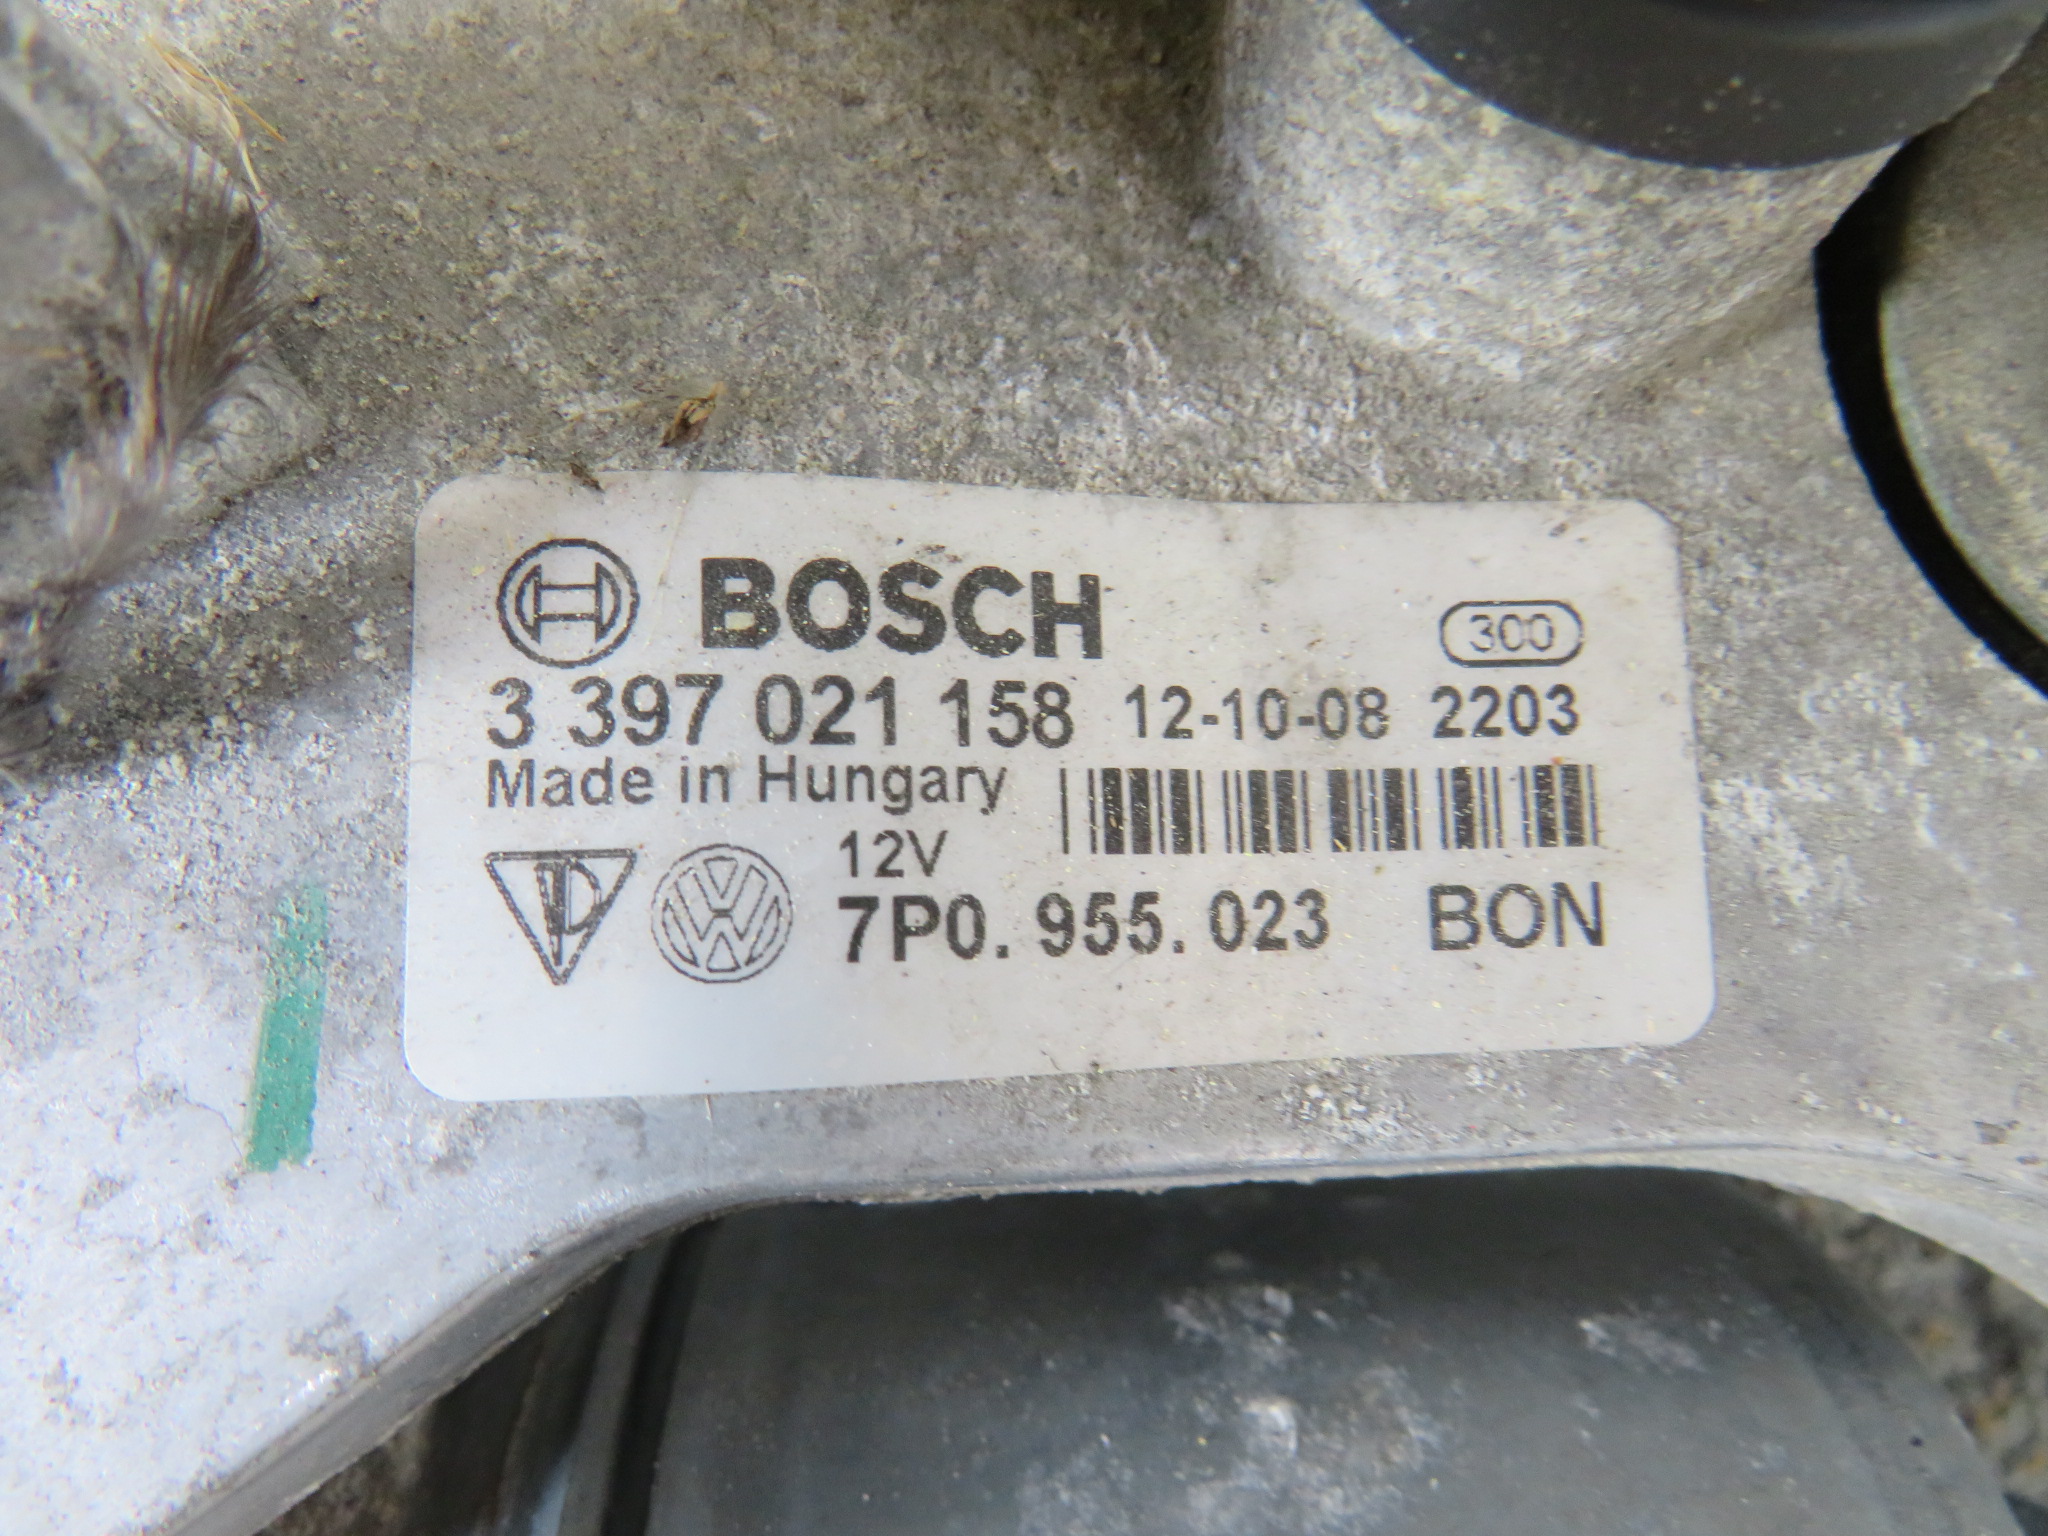 BOSCH 300
3 397 021 158 12-10-08 2203
Made in Hungary
12V
7P0. 955. 023 BON